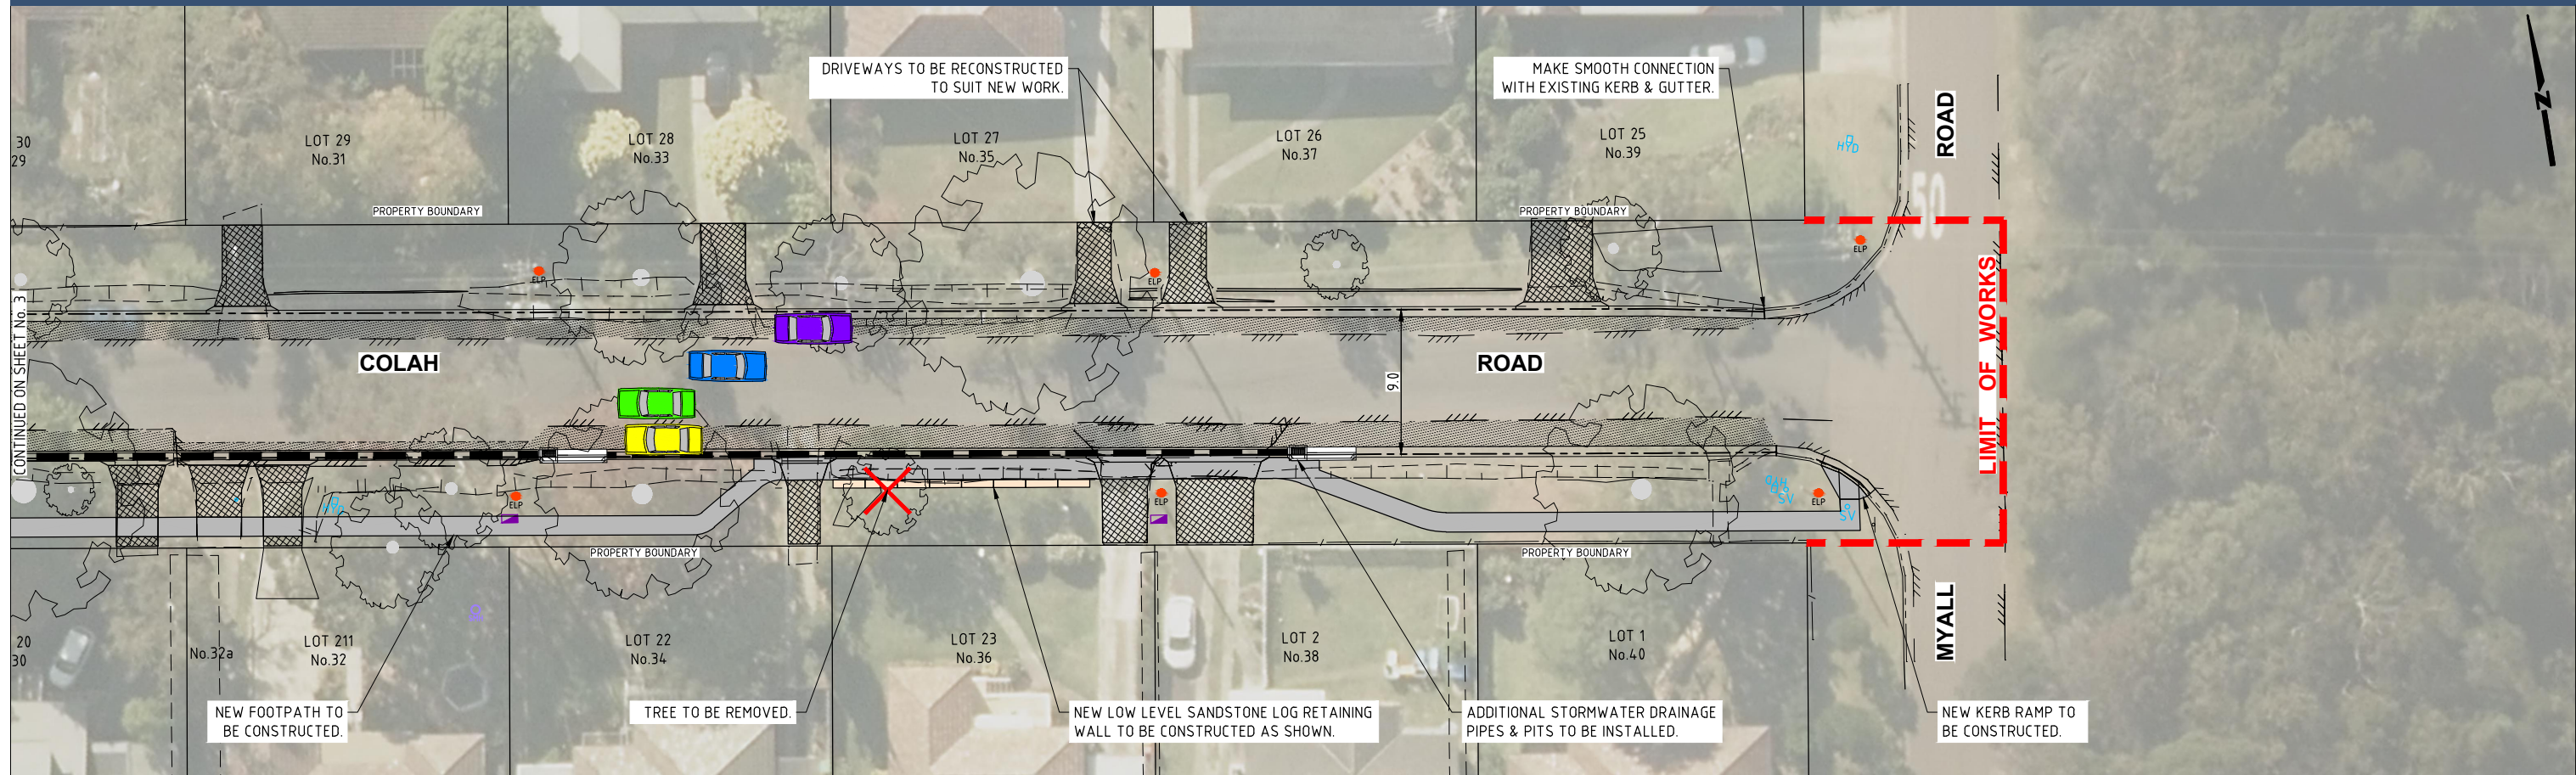 DRIVEWAYS TO BE RECONSTRUCTED
TO SUIT NEW WORK.
MAKE SMOOTH CONNECTION
WITH EXISTING KERB & GUTTER.
30
29
LOT 29
No.31
LOT 28
No.33
LOT 27
No.35
LOT 26
No.37
LOT 25
No.39
HYD
ROAD
50
N
PROPERTY BOUNDARY
PROPERTY BOUNDARY
ELP
ELP
ELP
CONTINUED ON SHEET No. 3
COLAH
ROAD
9.0
LIMIT OF WORKS
HYD
ELP
ELP
ELP
SV
SV
PROPERTY BOUNDARY
PROPERTY BOUNDARY
20
30
No.32a
LOT 211
No.32
LOT 22
No.34
LOT 23
No.36
LOT 2
No.38
LOT 1
No.40
MYALL
NEW FOOTPATH TO
BE CONSTRUCTED.
TREE TO BE REMOVED.
NEW LOW LEVEL SANDSTONE LOG RETAINING
WALL TO BE CONSTRUCTED AS SHOWN.
ADDITIONAL STORMWATER DRAINAGE
PIPES & PITS TO BE INSTALLED.
NEW KERB RAMP TO
BE CONSTRUCTED.